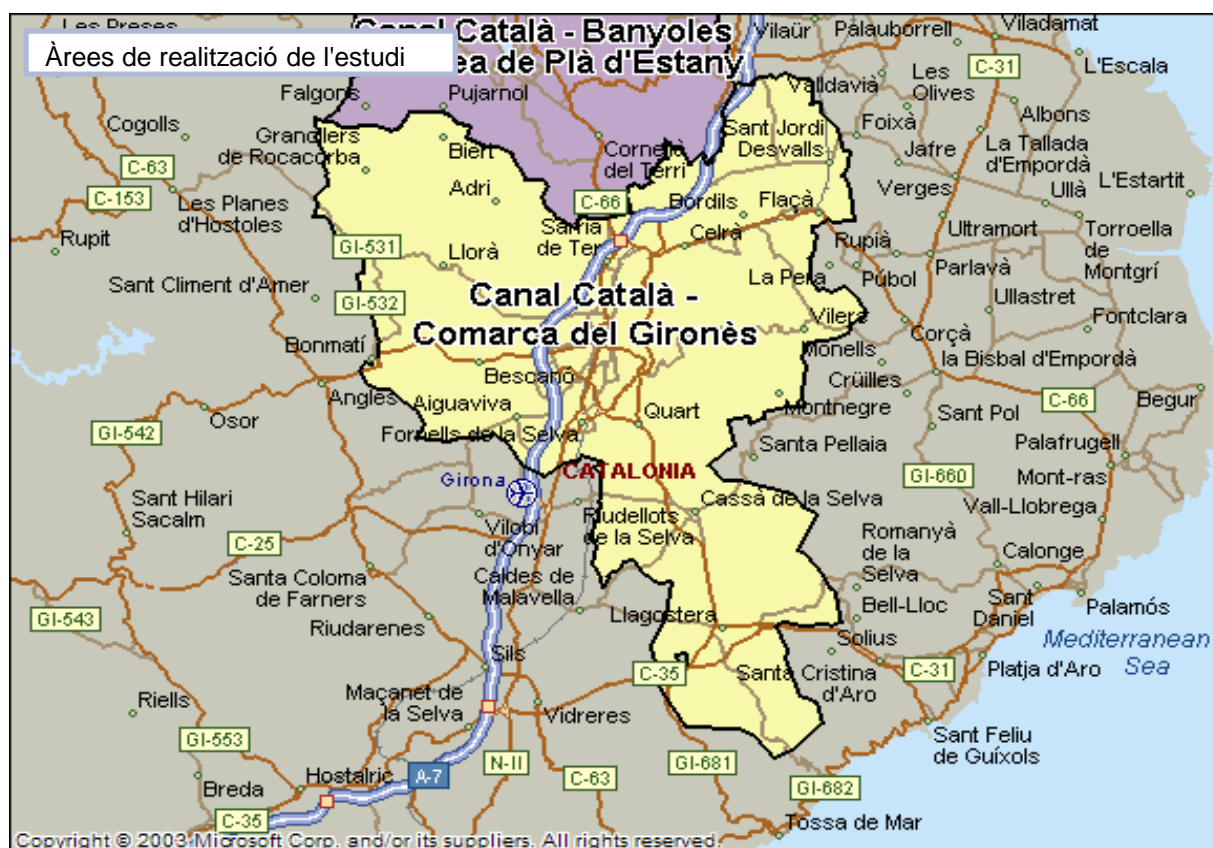 Les Preses
Canal Català - Banyoles
ea de Plà d'Estany
Àrees de realització de l'estudi
Vilaür
Palauborrell
Viladamat
C-31
L'Escala
Valldavià
Les
Olives
Falgons
Pujarnol
Albons
Cogolls
Granollers
de Rocacorba
Biert
Cornellà
del Terri
Sant Jordi
Desvalls
Foixà
La Tallada
d'Empordà
Jafre
C-63
Adri
Verges
Ullà
L'Estartit
C-153
Les Planes
d'Hostoles
C-66
Bordils
Flaçà
Rupit
GI-531
Sarrià
de Ter
Celrà
Rupià
Ultramort
Torroella
de
Montgrí
Llorà
La Pera
Púbol
Parlavà
Sant Climent d'Amer
GI-532
Canal Català -
Comarca del Gironès
Ullastret
Vilers
Fontclara
Bonmatí
Monells
Corçà
la Bisbal d'Empordà
Bescanó
Crüilles
Anglès
Aiguaviva
Quart
Montnegre
C-66
Begur
Osor
Sant Pol
GI-542
Fornells de la Selva
Santa Pellaia
Palafrugell
CATALONIA
GI-660
Mont-ras
Girona
Sant Hilari
Sacalm
Cassà de la Selva
Vall-Llobrega
Vilobí
d'Onyar
Riudellots
de la Selva
Romanyà
de la
Selva
C-25
Calonge
Santa Coloma
de Farners
Caldes de
Malavella
Sant
Daniel
Palamós
GI-543
Llagostera
Bell-Lloc
Riudarenes
Solius
Mediterranean
Sea
Sils
C-35
Santa Cristina
d'Aro
C-31
Platja d'Aro
Riells
Maçanet de
la Selva
Vidreres
Sant Feliu
de Guíxols
GI-553
N-II
GI-681
Hostalric
A-7
C-63
GI-682
Breda
C-35
Tossa de Mar
Copyright © 2003 Microsoft Corp. and/or its suppliers. All rights reserved.